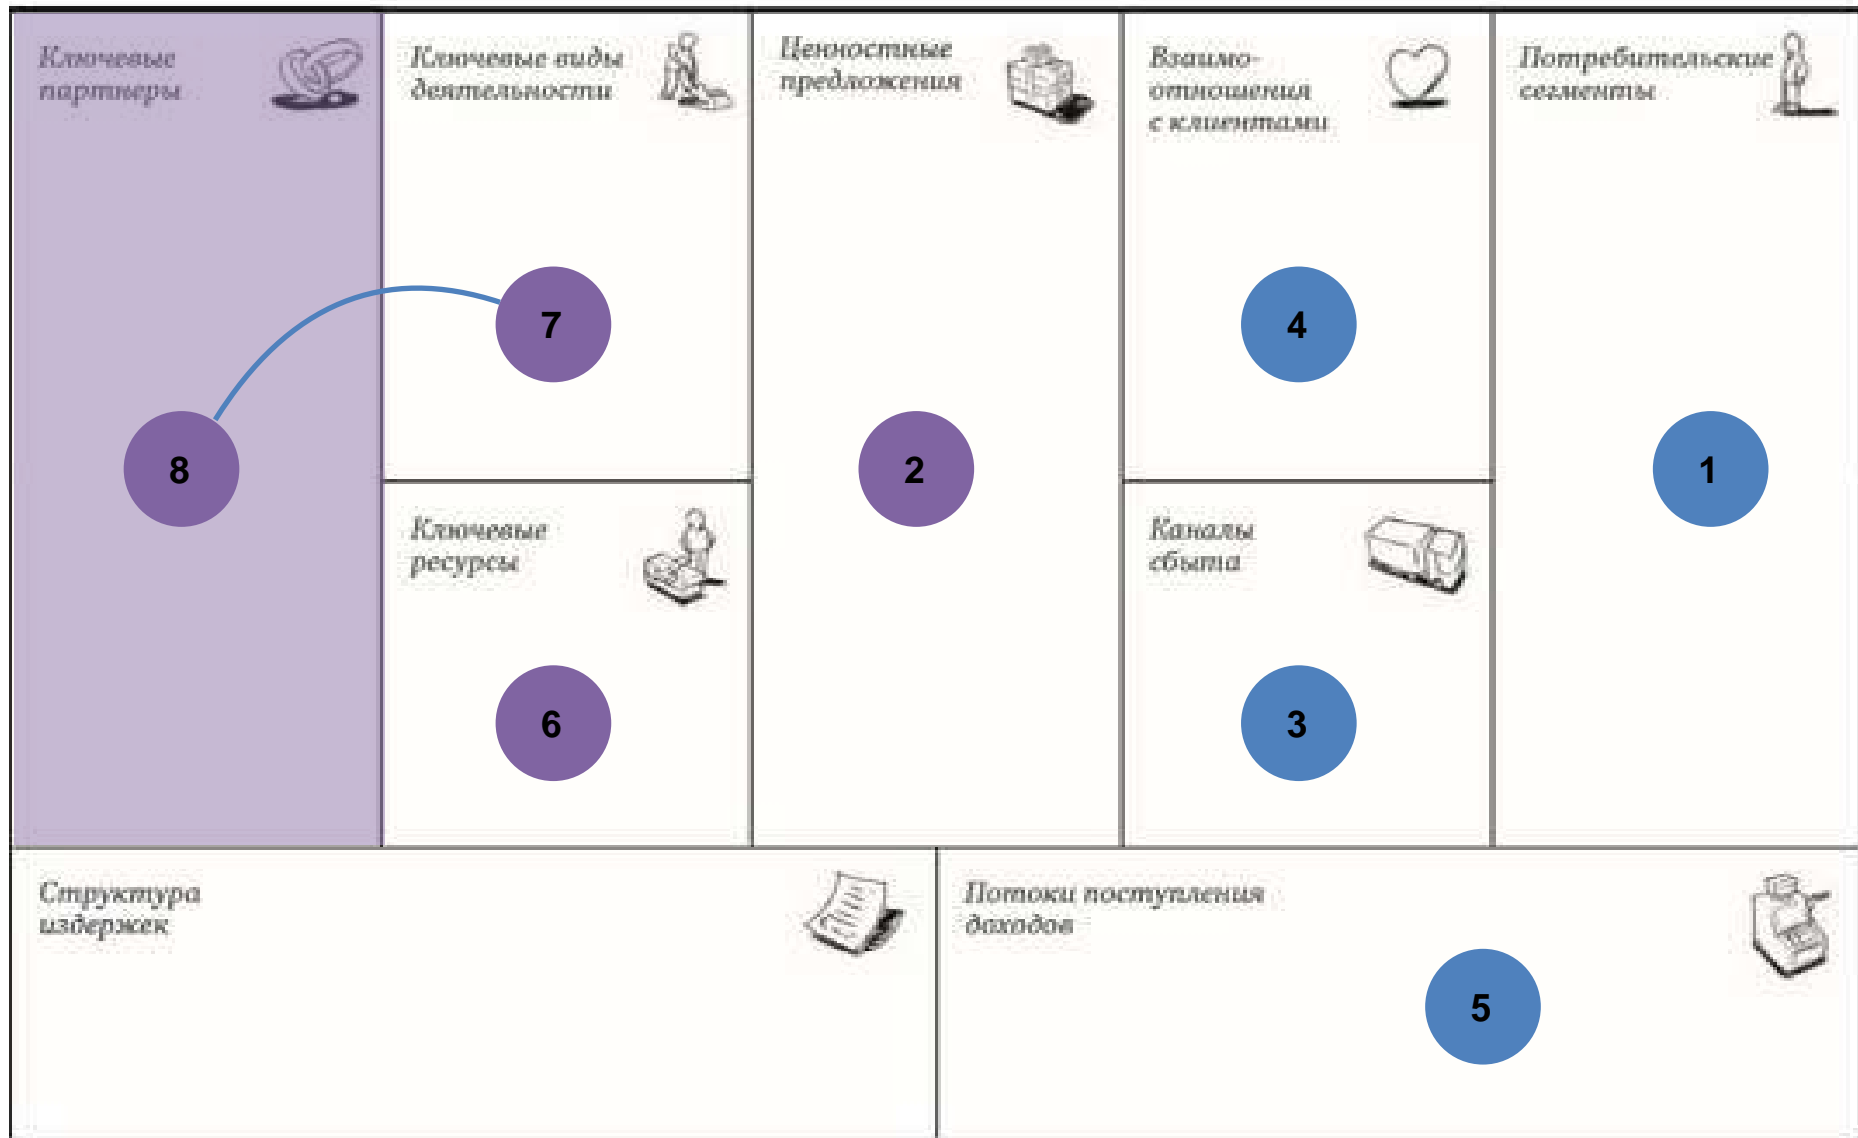 Ключевые
партнеры
8
Ключевые виды
деятельности
7
Ключевые
ресурсы
6
Ценностные
предложения
2
Взаимо-
отношения
с клиентами
4
Каналы
сбыта
3
Потребительские
сегменты
1
Структура
издержек
Потоки поступления
доходов
5